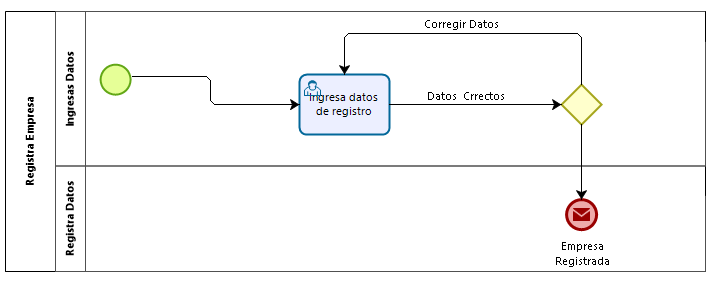 Registra Empresa
Ingresas Datos
Corregir Datos
Ingresa datos
de registro
Datos Crrectos
Registra Datos
Empresa
Registrada